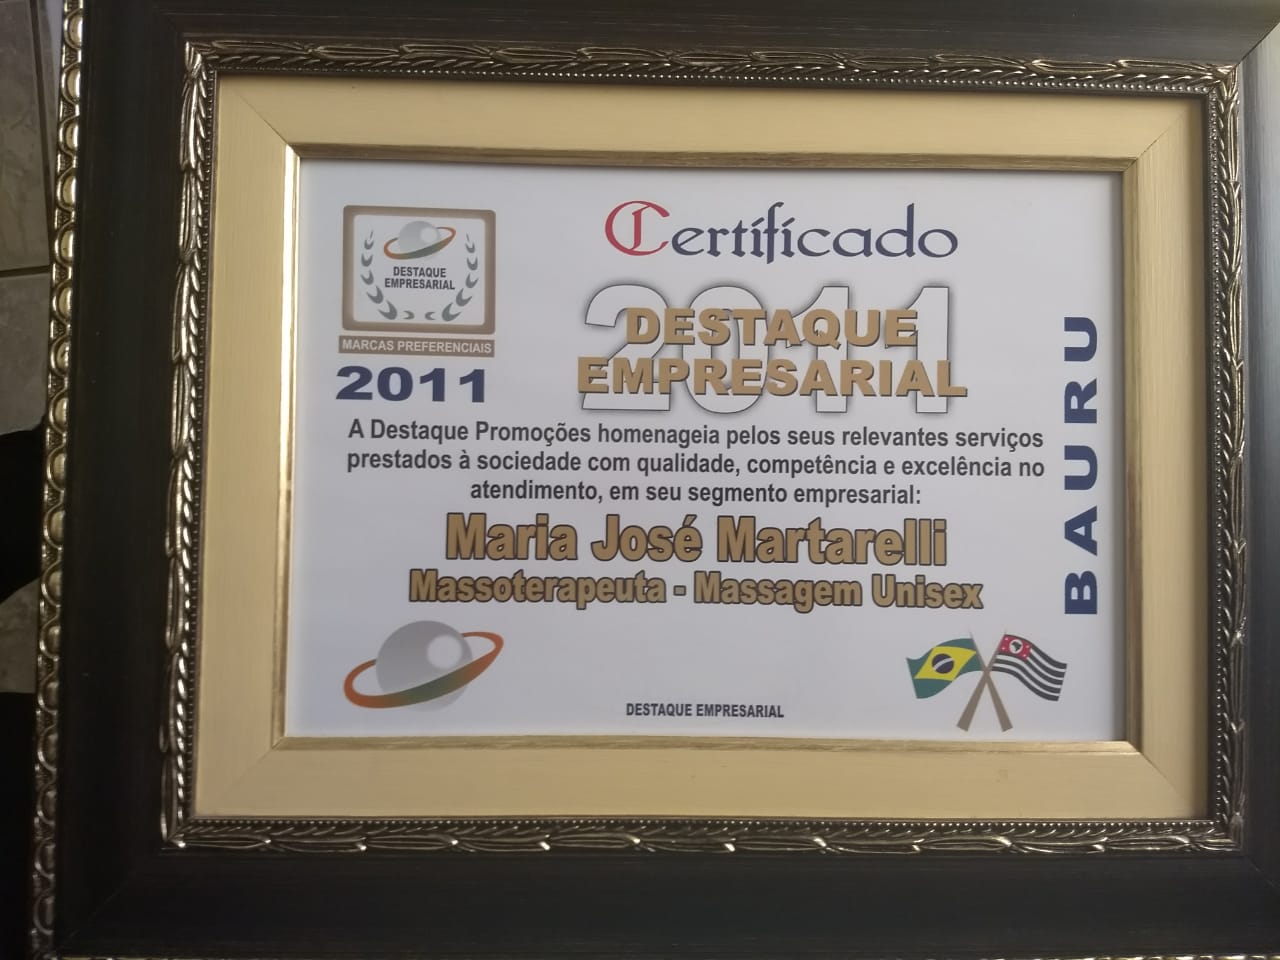 DESTAQUE
EMPRESARIAL
MARCAS PREFERENCIAIS
2011
Certificado
2011
DESTAQUE
EMPRESARIAL
A Destaque Promoções homenageia pelos seus relevantes serviços
prestados à sociedade com qualidade, competência e excelência no
atendimento, em seu segmento empresarial:
Maria José Martarelli
Massoterapeuta - Massagem Unisex
DESTAQUE EMPRESARIAL
BAURU